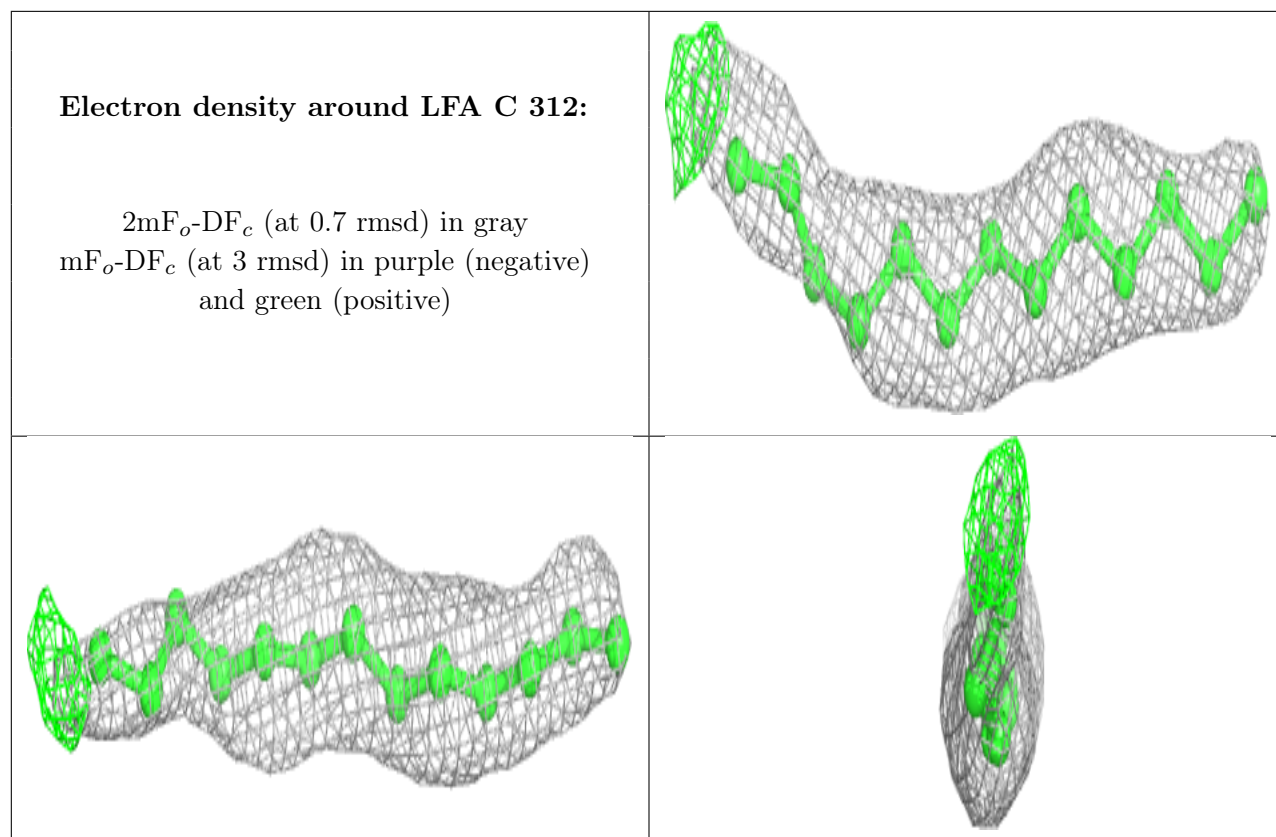 Electron density around LFA C 312:
2mFo-DFc (at 0.7 rmsd) in gray
mFo-DFc (at 3 rmsd) in purple (negative)
and green (positive)